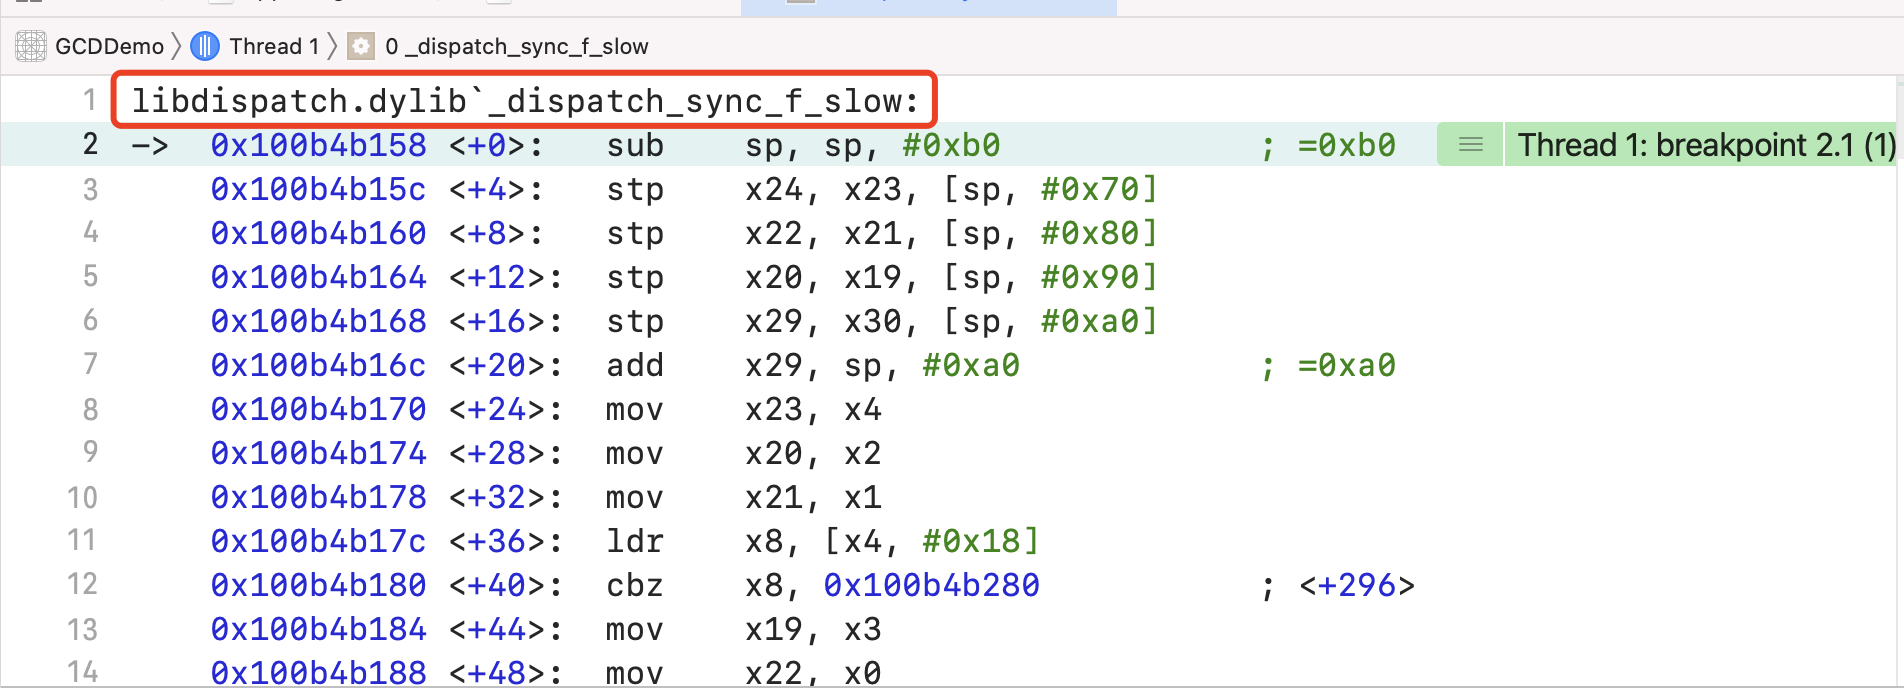 GCDDemo Thread 1 0 _dispatch_sync_f_slow
1 libdispatch.dylib`_dispatch_sync_f_slow:
2 -> 0x100b4b158 <+0>: sub sp, sp, #0xb0 ; =0xb0 Thread 1: breakpoint 2.1 (1)
3 0x100b4b15c <+4>: stp x24, x23, [sp, #0x70]
4 0x100b4b160 <+8>: stp x22, x21, [sp, #0x80]
5 0x100b4b164 <+12>: stp x20, x19, [sp, #0x90]
6 0x100b4b168 <+16>: stp x29, x30, [sp, #0xa0]
7 0x100b4b16c <+20>: add x29, sp, #0xa0 ; =0xa0
8 0x100b4b170 <+24>: mov x23, x4
9 0x100b4b174 <+28>: mov x20, x2
10 0x100b4b178 <+32>: mov x21, x1
11 0x100b4b17c <+36>: ldr x8, [x4, #0x18]
12 0x100b4b180 <+40>: cbz x8, 0x100b4b280 ; <+296>
13 0x100b4b184 <+44>: mov x19, x3
14 0x100b4b188 <+48>: mov x22, x0